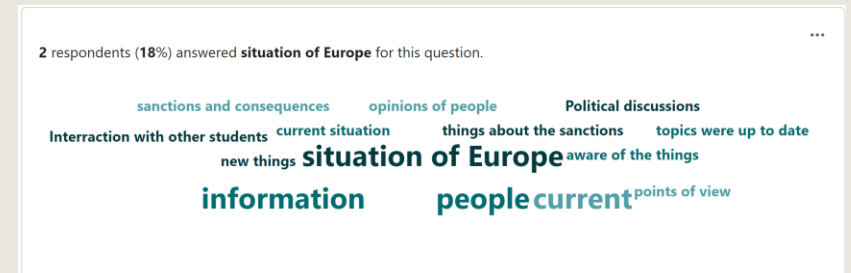 2 respondents (18%) answered situation of Europe for this question.
sanctions and consequences opinions of people Political discussions
Interraction with other students current situation things about the sanctions topics were up to date
new things situation of Europe aware of the things
information people current points of view